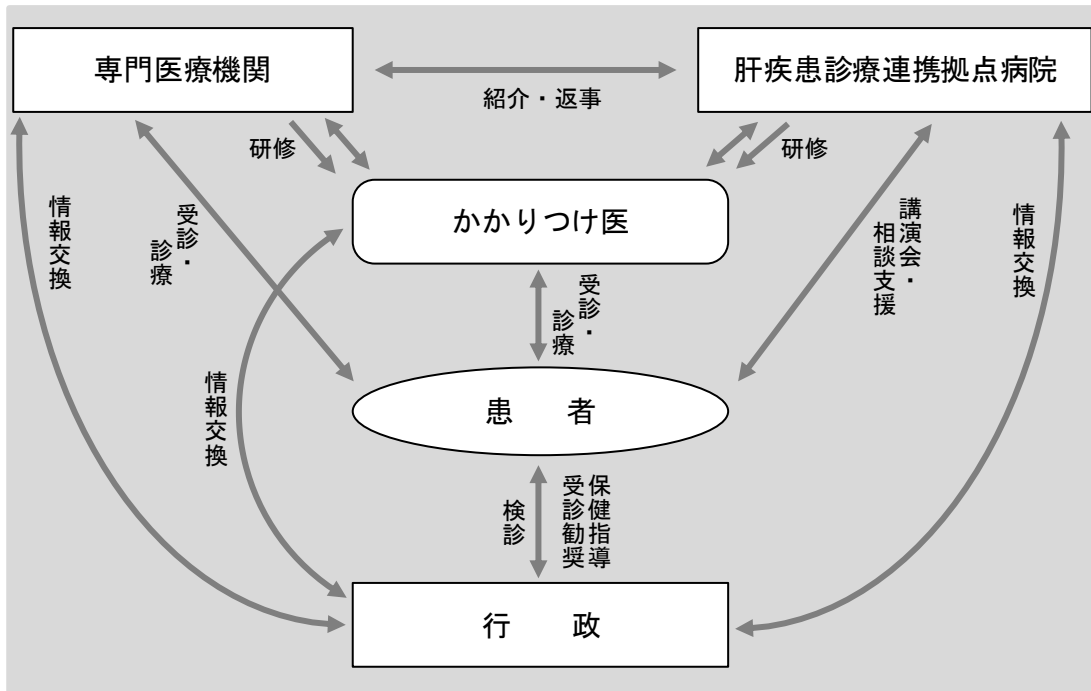 専門医療機関
肝疾患診療連携拠点病院
紹介・返事
研修
研修
かかりつけ医
情報交換
受診・
診療
講演会・
相談支援
情報交換
受診・
診療
情報交換
患　者
検診
保健指導
受診勧奨
行　政